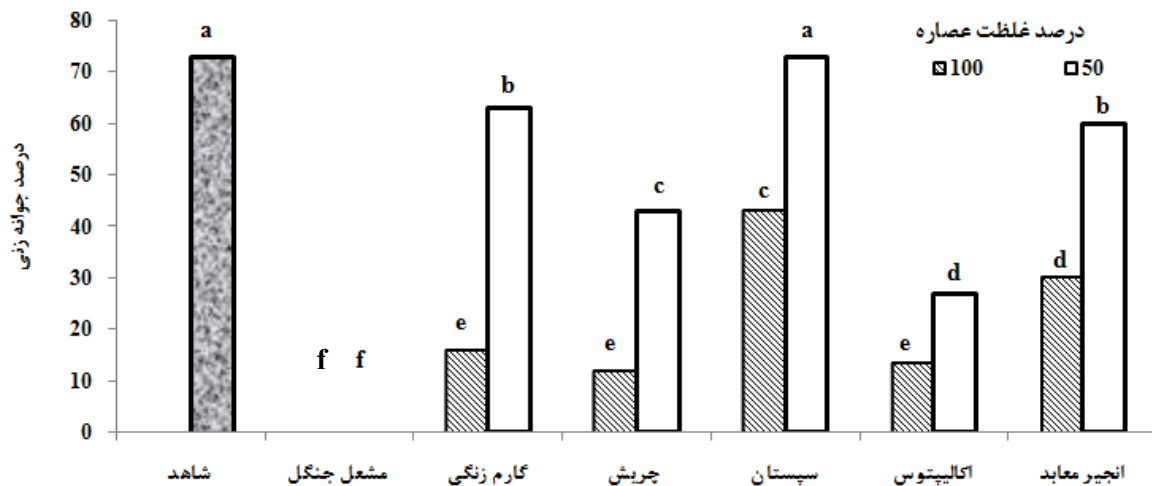 درصد غلظت عصاره
100
50
درصد جوانه زنی
80
70
60
50
40
30
20
10
0
a
f
f
e
b
e
c
c
a
e
d
d
b
شاهد
مشعل جنگل
گارم زنگی
چریش
سپستان
اکالیپتوس
انجیر معابد